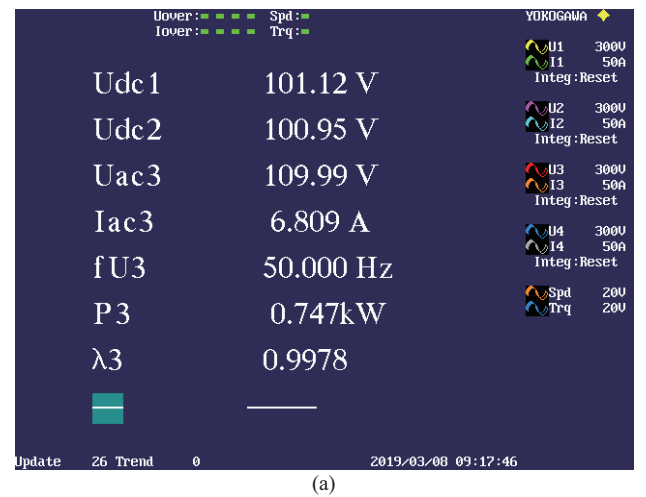 Uover: Spd:
Iover: Trq:
YOKOGAWA
Udc1 101.12 V
Udc2 100.95 V
Uac3 109.99 V
Iac3 6.809 A
fU3 50.000 Hz
P3 0.747kW
λ3 0.9978
U1 300V
I1 50A
Integ:Reset
U2 300V
I2 50A
Integ:Reset
U3 300V
I3 50A
Integ:Reset
U4 300V
I4 50A
Integ:Reset
Spd 20V
Trq 20V
Update 26 Trend 0 2019/03/08 09:17:46
(a)